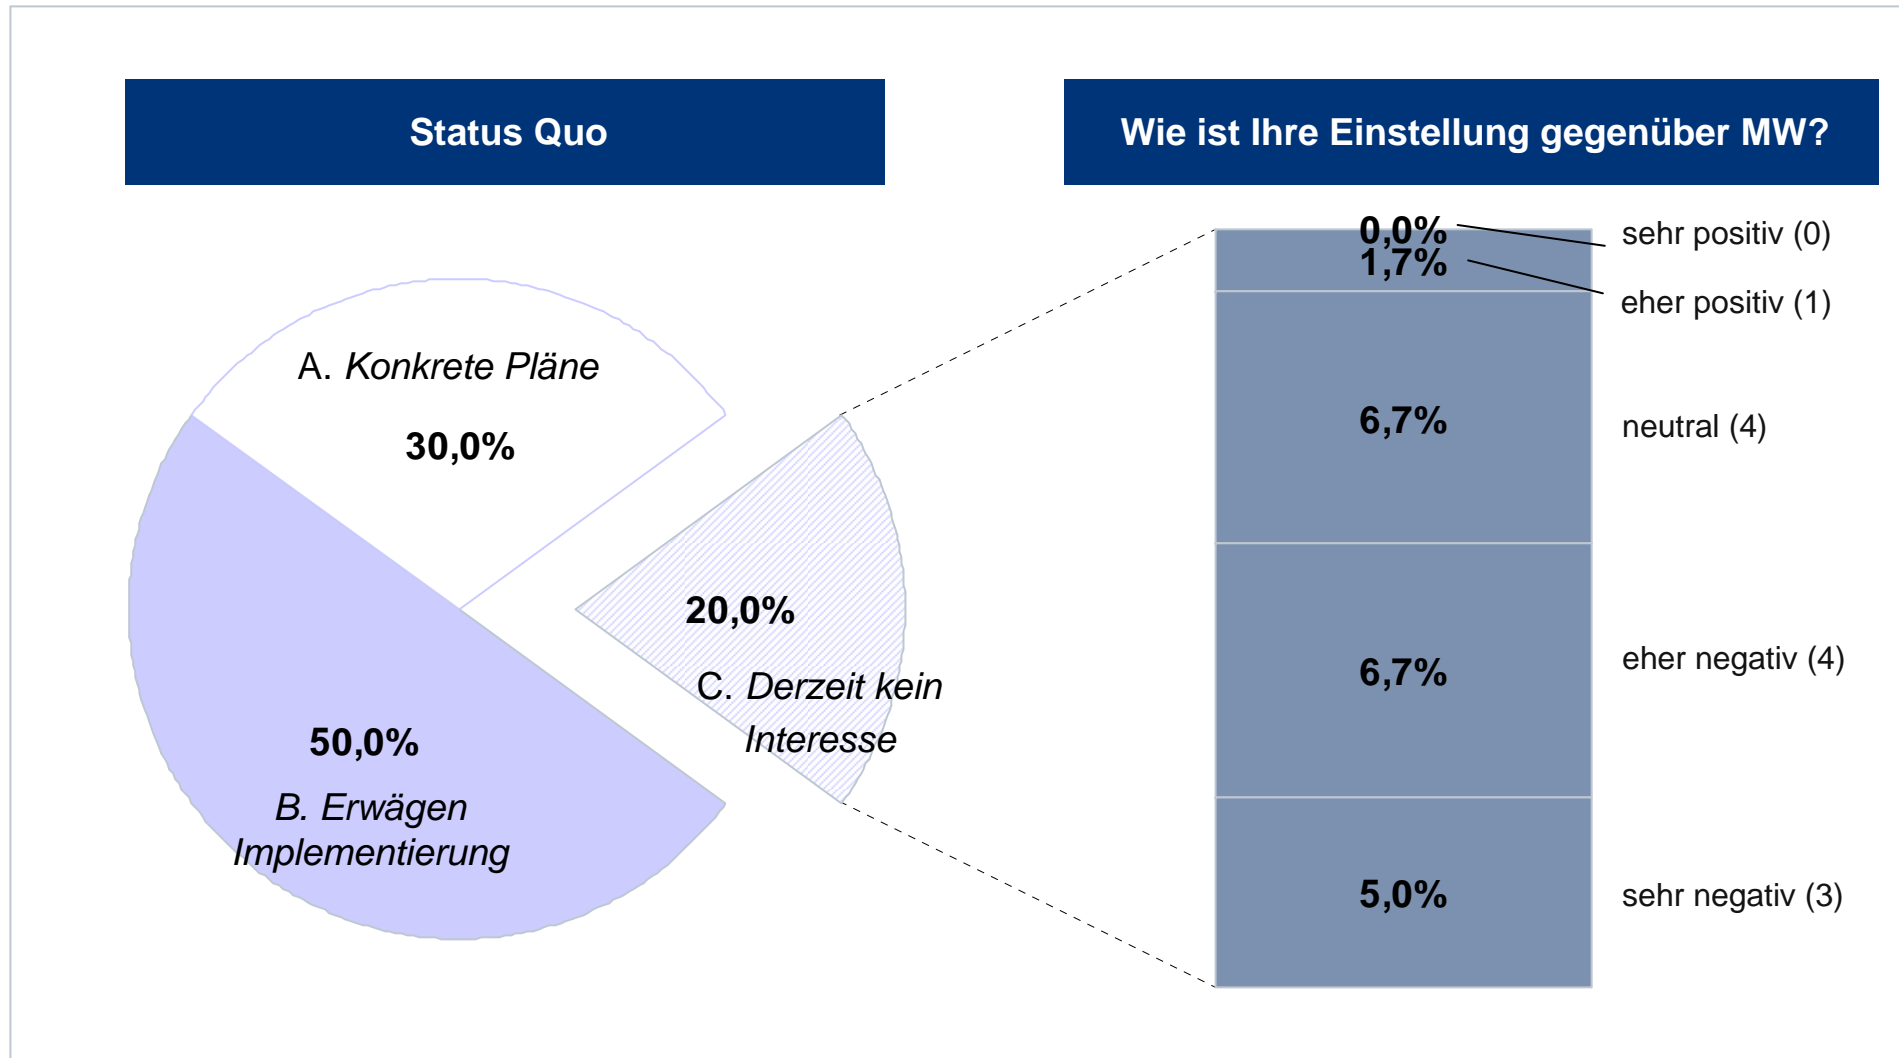 Status Quo
Wie ist Ihre Einstellung gegenüber MW?
A. Konkrete Pläne
30,0%
20,0%
C. Derzeit kein
Interesse
50,0%
B. Erwägen
Implementierung
0,0%
sehr positiv (0)
1,7%
eher positiv (1)
6,7%
neutral (4)
6,7%
eher negativ (4)
5,0%
sehr negativ (3)